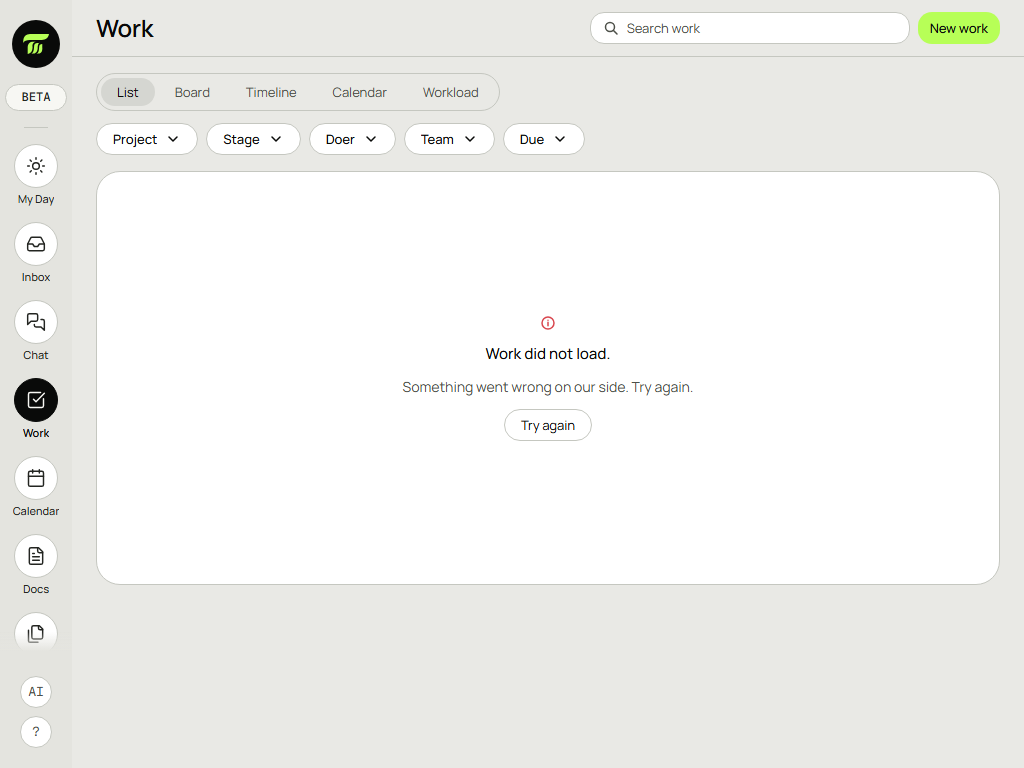 Work
Search work
New work
BETA
List
Board
Timeline
Calendar
Workload
Project
Stage
Doer
Team
Due
My Day
Inbox
Chat
Work
Calendar
Docs
AI
?
Work did not load.
Something went wrong on our side. Try again.
Try again